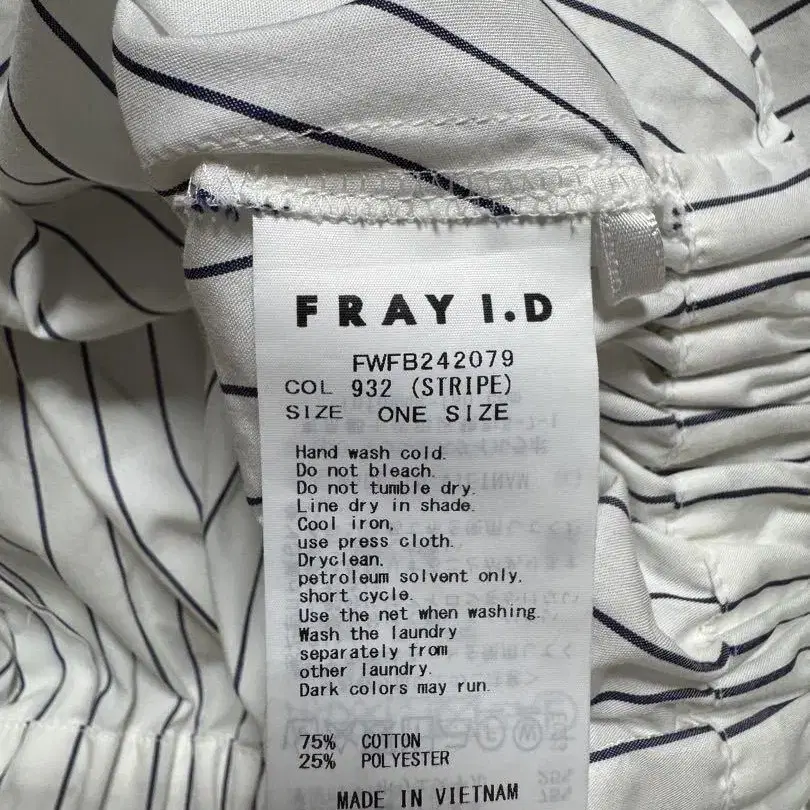 FRAY I.D
FWFB242079
COL 932 (STRIPE)
SIZE ONE SIZE
Hand wash cold.
Do not bleach.
Do not tumble dry.
Line dry in shade.
Cool iron,
use press cloth.
Dryclean.
petroleum solvent only.
short cycle.
Use the net when washing.
Wash the laundry
separately from
other laundry.
Dark colors may run.
75% COTTON
25% POLYESTER
MADE IN VIETNAM